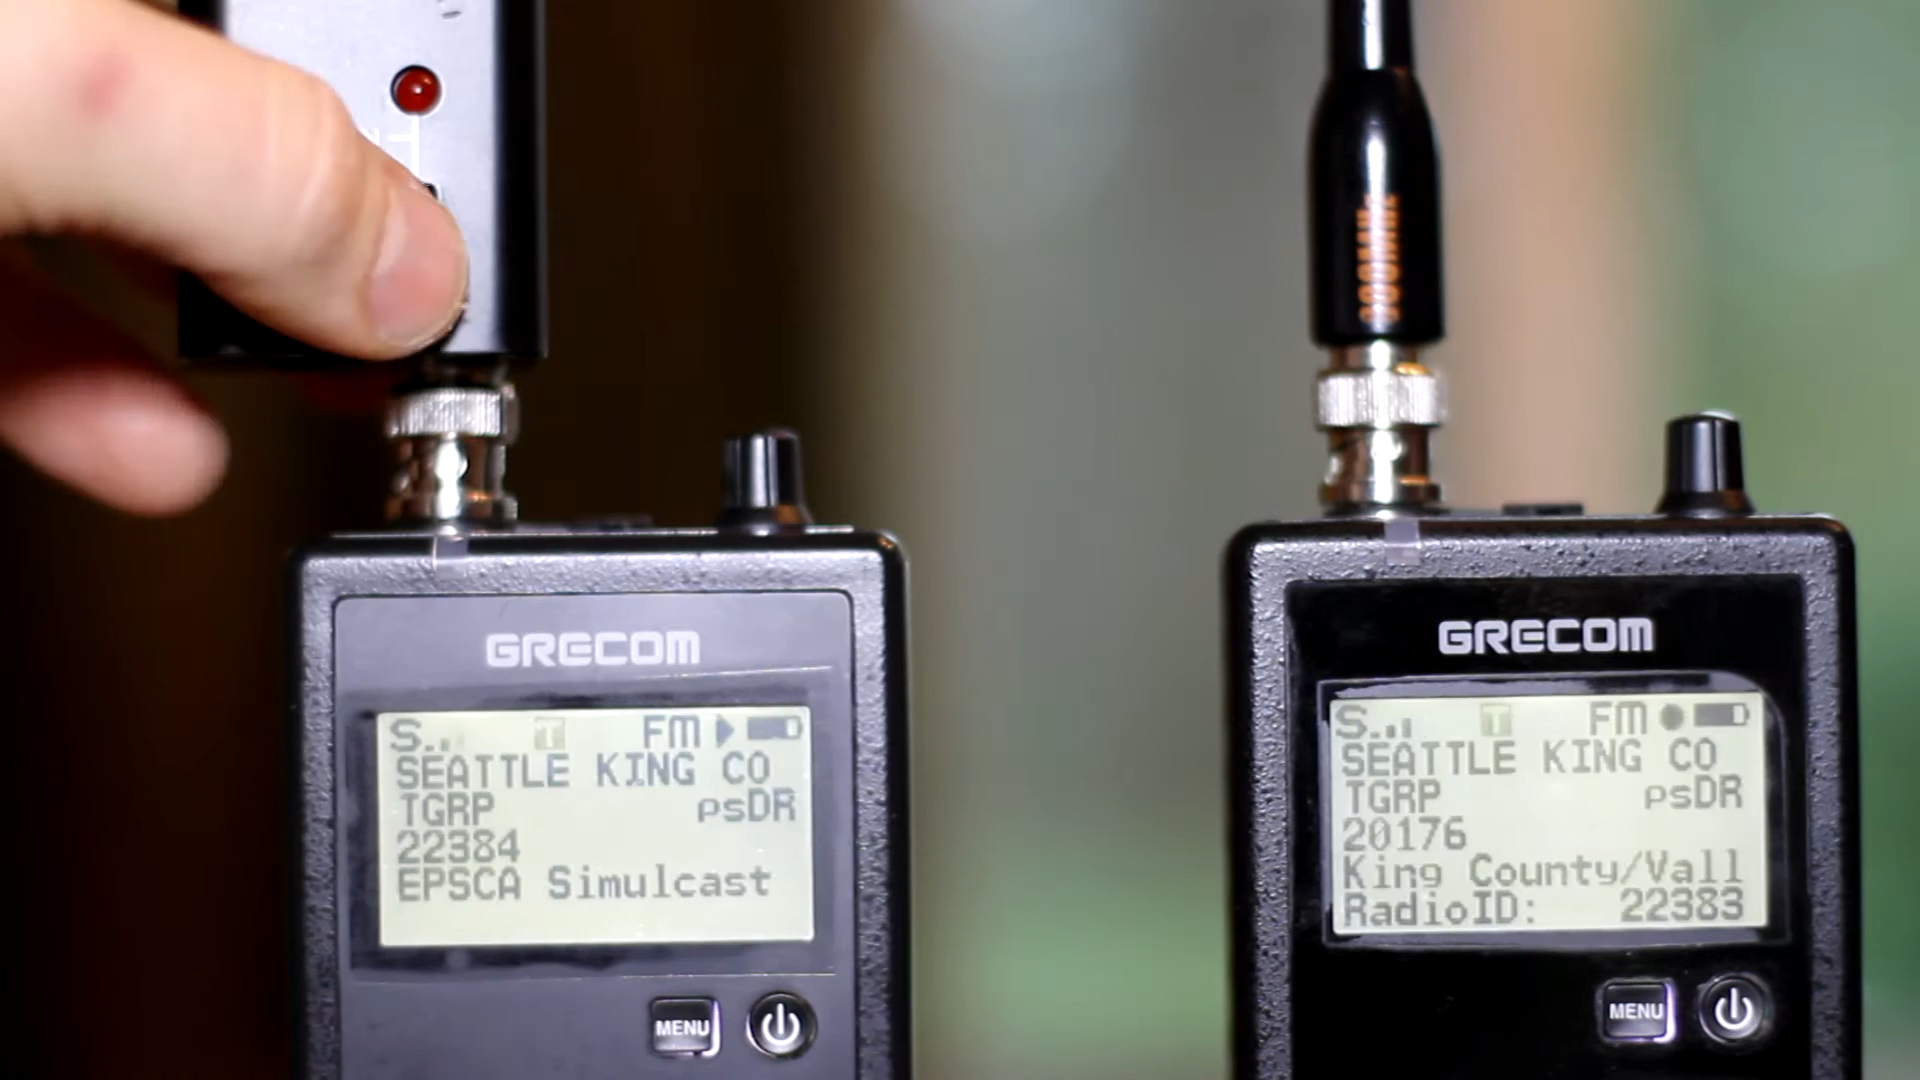 GRECOM
S T FM
SEATTLE KING CO
TGRP psDR
22384
EPSCA Simulcast
MENU
800MHz
GRECOM
S T FM
SEATTLE KING CO
TGRP psDR
20176
King County/Vall
RadioID: 22383
MENU